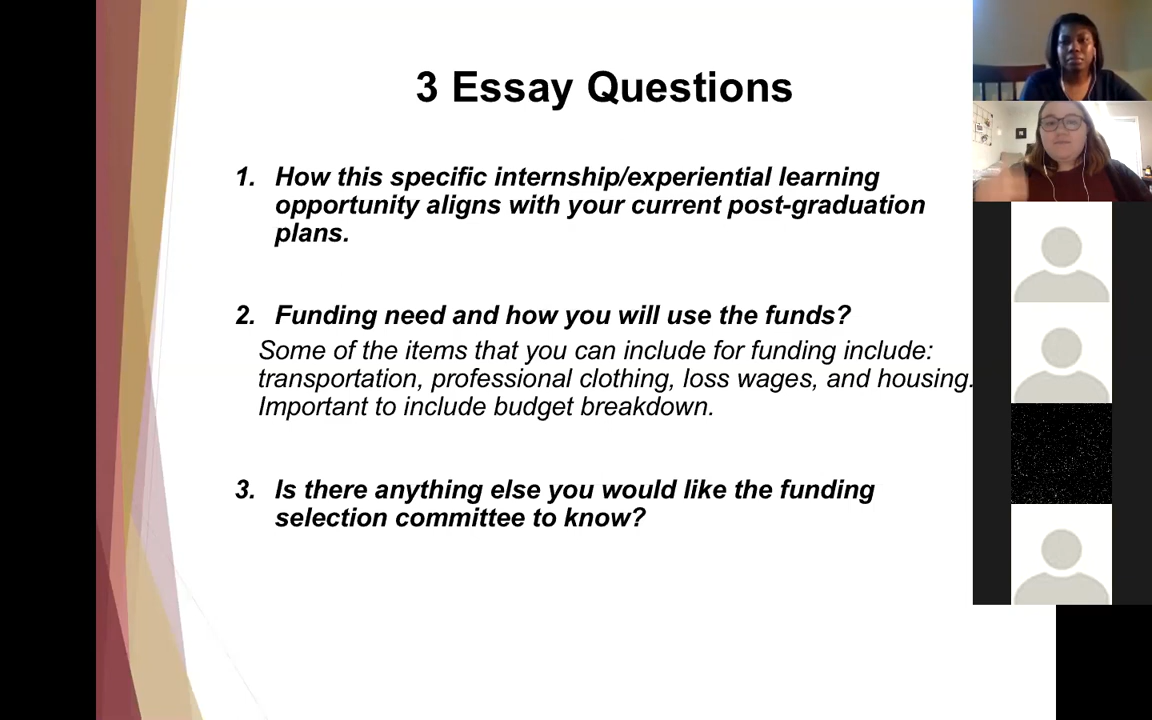 3 Essay Questions
1. How this specific internship/experiential learning
opportunity aligns with your current post-graduation
plans.
2. Funding need and how you will use the funds?
Some of the items that you can include for funding include:
transportation, professional clothing, loss wages, and housing.
Important to include budget breakdown.
3. Is there anything else you would like the funding
selection committee to know?